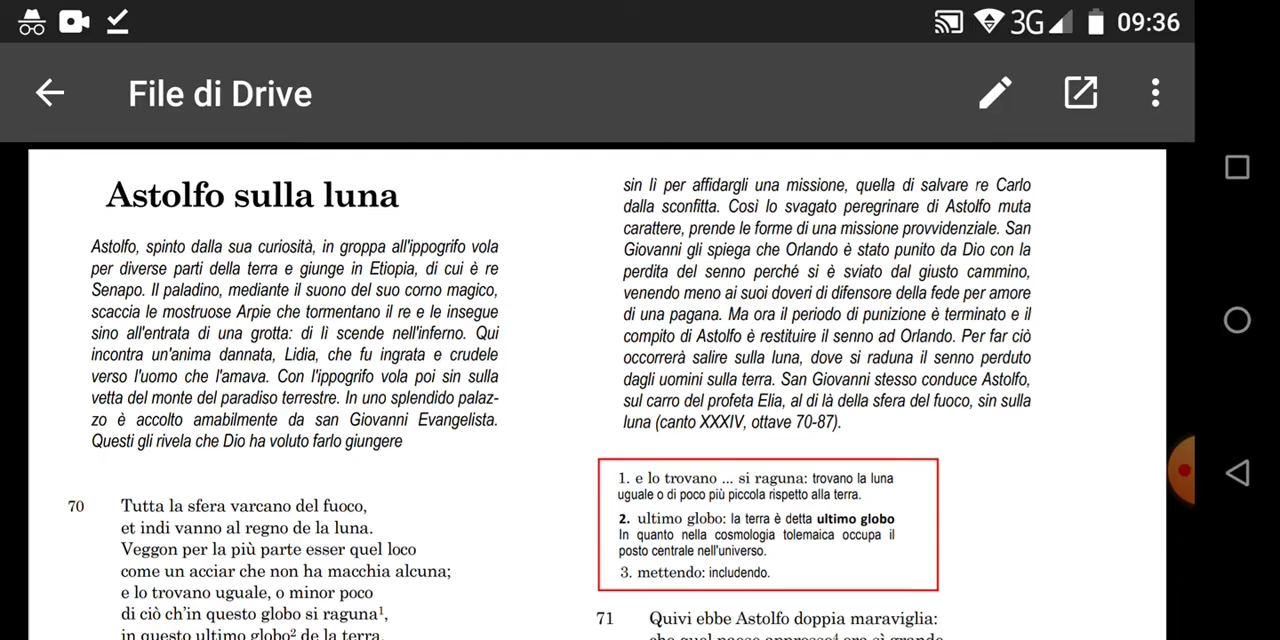 3G 09:36
File di Drive
Astolfo sulla luna
Astolfo, spinto dalla sua curiosità, in groppa all'ippogrifo vola
per diverse parti della terra e giunge in Etiopia, di cui è re
Senapo. Il paladino, mediante il suono del suo corno magico,
scaccia le mostruose Arpie che tormentano il re e le insegue
sino all'entrata di una grotta: di lì scende nell'inferno. Qui
incontra un'anima dannata, Lidia, che fu ingrata e crudele
verso l'uomo che l'amava. Con l'ippogrifo vola poi sin sulla
vetta del monte del paradiso terrestre. In uno splendido palaz-
zo è accolto amabilmente da san Giovanni Evangelista.
Questi gli rivela che Dio ha voluto farlo giungere
sin lì per affidargli una missione, quella di salvare re Carlo
dalla sconfitta. Così lo svagato peregrinare di Astolfo muta
carattere, prende le forme di una missione provvidenziale. San
Giovanni gli spiega che Orlando è stato punito da Dio con la
perdita del senno perché si è sviato dal giusto cammino,
venendo meno ai suoi doveri di difensore della fede per amore
di una pagana. Ma ora il periodo di punizione è terminato e il
compito di Astolfo è restituire il senno ad Orlando. Per far ciò
occorrerà salire sulla luna, dove si raduna il senno perduto
dagli uomini sulla terra. San Giovanni stesso conduce Astolfo,
sul carro del profeta Elia, al di là della sfera del fuoco, sin sulla
luna (canto XXXIV, ottave 70-87).
70 Tutta la sfera varcano del fuoco,
et indi vanno al regno de la luna.
Veggon per la più parte esser quel loco
come un acciar che non ha macchia alcuna;
e lo trovano uguale, o minor poco
di ciò ch'in questo globo si raguna¹,
in questo ultimo globo² de la terra,
1. e lo trovano ... si raguna: trovano la luna
uguale o di poco più piccola rispetto alla terra.
2. ultimo globo: la terra è detta ultimo globo
In quanto nella cosmologia tolemaica occupa il
posto centrale nell'universo.
3. mettendo: includendo.
71 Quivi ebbe Astolfo doppia maraviglia:
che quel paese appresso⁴ era sì grande